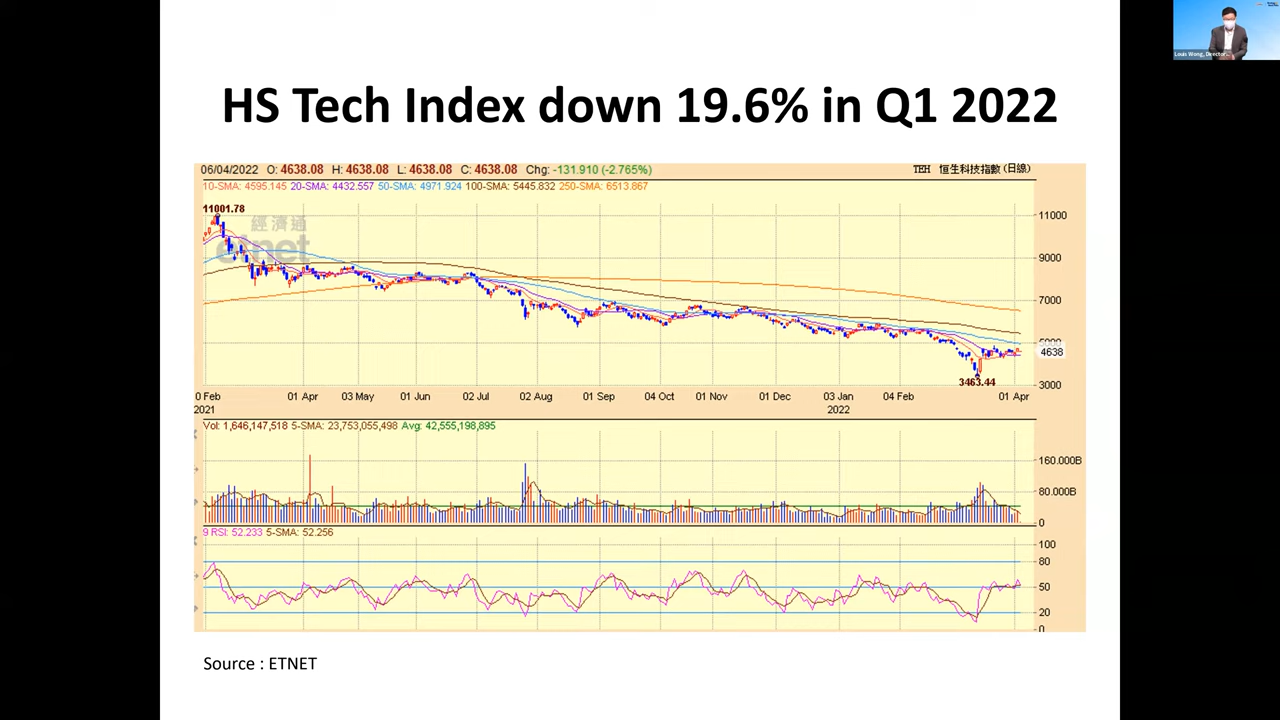 HS Tech Index down 19.6% in Q1 2022
06/04/2022 O: 4638.08 H: 4638.08 L: 4638.08 C: 4638.08 Chg: -131.910 (-2.765%) TEH 恒生科技指數 (日線)
10-SMA: 4595.145 20-SMA: 4432.557 50-SMA: 4971.924 100-SMA: 5445.832 250-SMA: 6513.867
11001.78
經濟通
etnet
11000
9000
7000
5000
4638
3463.44
3000
0 Feb 01 Apr 03 May 01 Jun 02 Jul 02 Aug 01 Sep 04 Oct 01 Nov 01 Dec 03 Jan 04 Feb 01 Apr
2021 2022
Vol: 1,646,147,518 5-SMA: 23,753,055,498 Avg: 42,555,198,895
160.000B
80.000B
0
9 RSI: 52.233 5-SMA: 52.256
100
80
50
20
0
Source : ETNET
Louis Wong, Director...